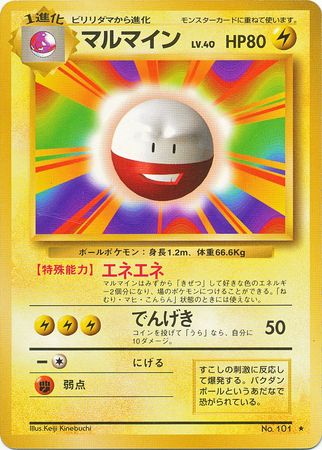 1進化 ビリリダマから進化 モンスターカードに重ねて使います。
マルマイン LV.40 HP80
ボールポケモン：身長1.2m、体重66.6Kg
【特殊能力】エネエネ
マルマインはみずから「きぜつ」して好きな色のエネルギ
ー2個分になり、場のポケモンにつけることができる。「ね
むり・マヒ・こんらん」状態のときには使えない。
でんげき 50
コインを投げて「うら」なら、自分に
10ダメージ。
にげる
弱点
すこしの刺激に反応し
て爆発する。バクダン
ボールというあだなで
恐がられている。
Illus.Keiji Kinebuchi
No. 101 ★